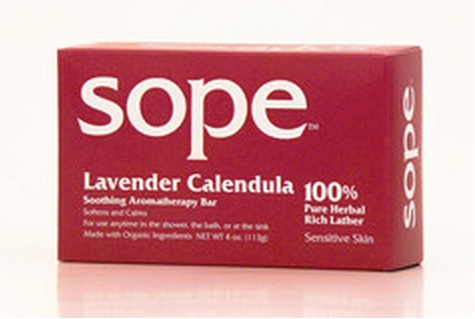 sope™
Lavender Calendula
Soothing Aromatherapy Bar
Softens and Calms
For use anytime in the shower, the bath, or at the sink
Made with Organic Ingredients NET WT 4 oz. (113g)
100%
Pure Herbal
Rich Lather
Sensitive Skin
sope